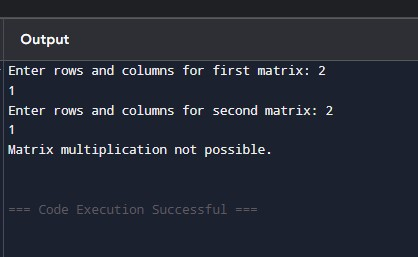 Output
Enter rows and columns for first matrix: 2
1
Enter rows and columns for second matrix: 2
1
Matrix multiplication not possible.
=== Code Execution Successful ===